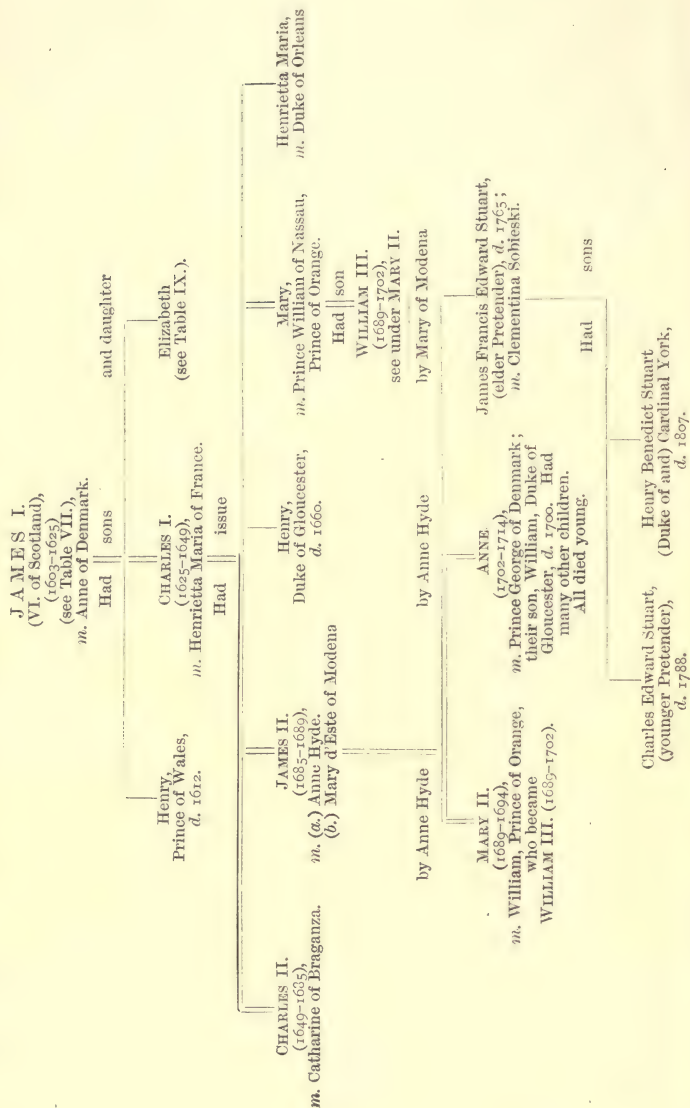 JAMES I.
(VI. of Scotland),
(1603–1625)
(see Table VII.),
m. Anne of Denmark.
Had sons and daughter
Henry,
Prince of Wales,
d. 1612.
CHARLES I.
(1625–1649),
m. Henrietta Maria of France.
Had issue
Elizabeth
(see Table IX.).
CHARLES II.
(1649–1685),
m. Catharine of Braganza.
JAMES II.
(1685–1689),
m. (a.) Anne Hyde.
(b.) Mary d'Este of Modena
Henry,
Duke of Gloucester,
d. 1660.
Mary,
m. Prince William of Nassau,
Prince of Orange.
Had son
WILLIAM III.
(1689–1702),
see under MARY II.
Henrietta Maria,
m. Duke of Orleans
by Anne Hyde
by Anne Hyde
by Mary of Modena
MARY II.
(1689–1694),
m. William, Prince of Orange,
who became
WILLIAM III. (1689–1702).
ANNE
(1702–1714),
m. Prince George of Denmark;
their son, William, Duke of
Gloucester, d. 1700. Had
many other children.
All died young.
James Francis Edward Stuart,
(elder Pretender), d. 1765;
m. Clementina Sobieski.
Had sons
Charles Edward Stuart,
(younger Pretender),
d. 1788.
Henry Benedict Stuart
(Duke of and) Cardinal York,
d. 1807.